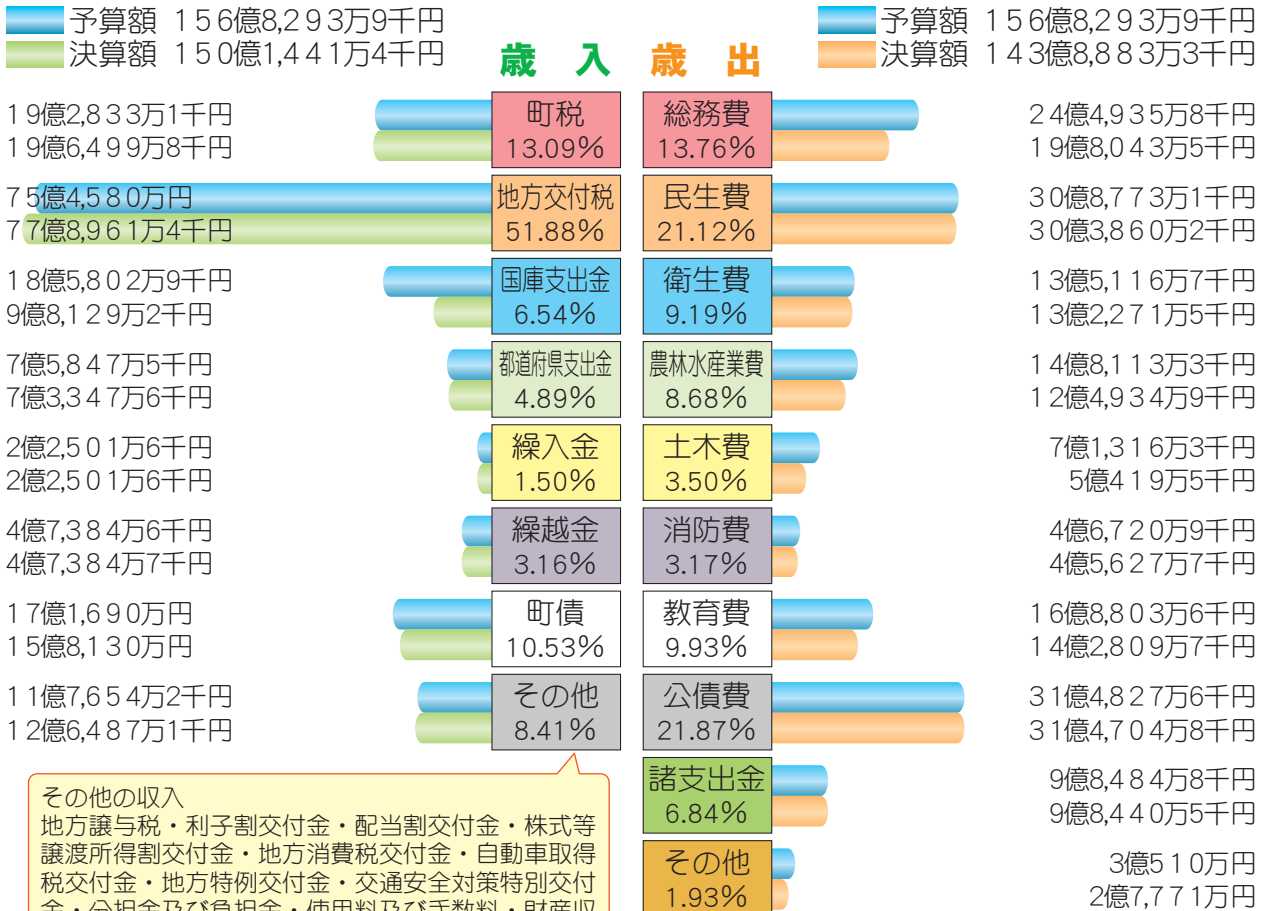 予算額 156億8,293万9千円
決算額 150億1,441万4千円
歳入
歳出
予算額 156億8,293万9千円
決算額 143億8,883万3千円
19億2,833万1千円
19億6,499万8千円
町税
13.09%
総務費
13.76%
24億4,935万8千円
19億8,043万5千円
75億4,580万円
77億8,961万4千円
地方交付税
51.88%
民生費
21.12%
30億8,773万1千円
30億3,860万2千円
18億5,802万9千円
9億8,129万2千円
国庫支出金
6.54%
衛生費
9.19%
13億5,116万7千円
13億2,271万5千円
7億5,847万5千円
7億3,347万6千円
都道府県支出金
4.89%
農林水産業費
8.68%
14億8,113万3千円
12億4,934万9千円
2億2,501万6千円
2億2,501万6千円
繰入金
1.50%
土木費
3.50%
7億1,316万3千円
5億419万5千円
4億7,384万6千円
4億7,384万7千円
繰越金
3.16%
消防費
3.17%
4億6,720万9千円
4億5,627万7千円
17億1,690万円
15億8,130万円
町債
10.53%
教育費
9.93%
16億8,803万6千円
14億2,809万7千円
11億7,654万2千円
12億6,487万1千円
その他
8.41%
公債費
21.87%
31億4,827万6千円
31億4,704万8千円
諸支出金
6.84%
9億8,484万8千円
9億8,440万5千円
その他
1.93%
3億510万円
2億7,771万円
その他の収入
地方譲与税・利子割交付金・配当割交付金・株式等
譲渡所得割交付金・地方消費税交付金・自動車取得
税交付金・地方特例交付金・交通安全対策特別交付
金・分担金及び負担金・使用料及び手数料・財産収